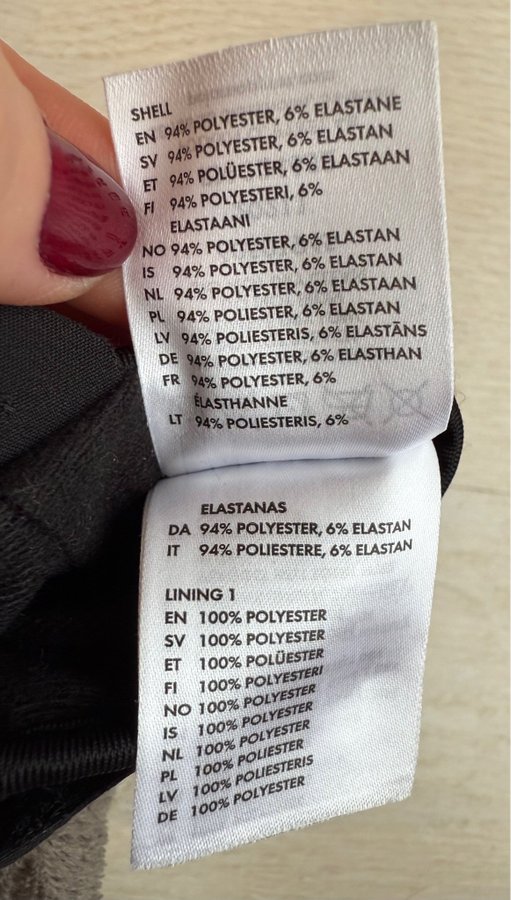 SHELL
EN 94% POLYESTER, 6% ELASTANE
SV 94% POLYESTER, 6% ELASTAN
ET 94% POLÜESTER, 6% ELASTAAN
FI 94% POLYESTERI, 6%
ELASTAANI
NO 94% POLYESTER, 6% ELASTAN
IS 94% POLYESTER, 6% ELASTAN
NL 94% POLYESTER, 6% ELASTAAN
PL 94% POLIESTER, 6% ELASTAN
LV 94% POLIESTERIS, 6% ELASTĀNS
DE 94% POLYESTER, 6% ELASTHAN
FR 94% POLYESTER, 6%
ÉLASTHANNE
LT 94% POLIESTERIS, 6%
ELASTANAS
DA 94% POLYESTER, 6% ELASTAN
IT 94% POLIESTERE, 6% ELASTAN
LINING 1
EN 100% POLYESTER
SV 100% POLYESTER
ET 100% POLÜESTER
FI 100% POLYESTERI
NO 100% POLYESTER
IS 100% POLYESTER
NL 100% POLYESTER
PL 100% POLIESTER
LV 100% POLIESTERIS
DE 100% POLYESTER